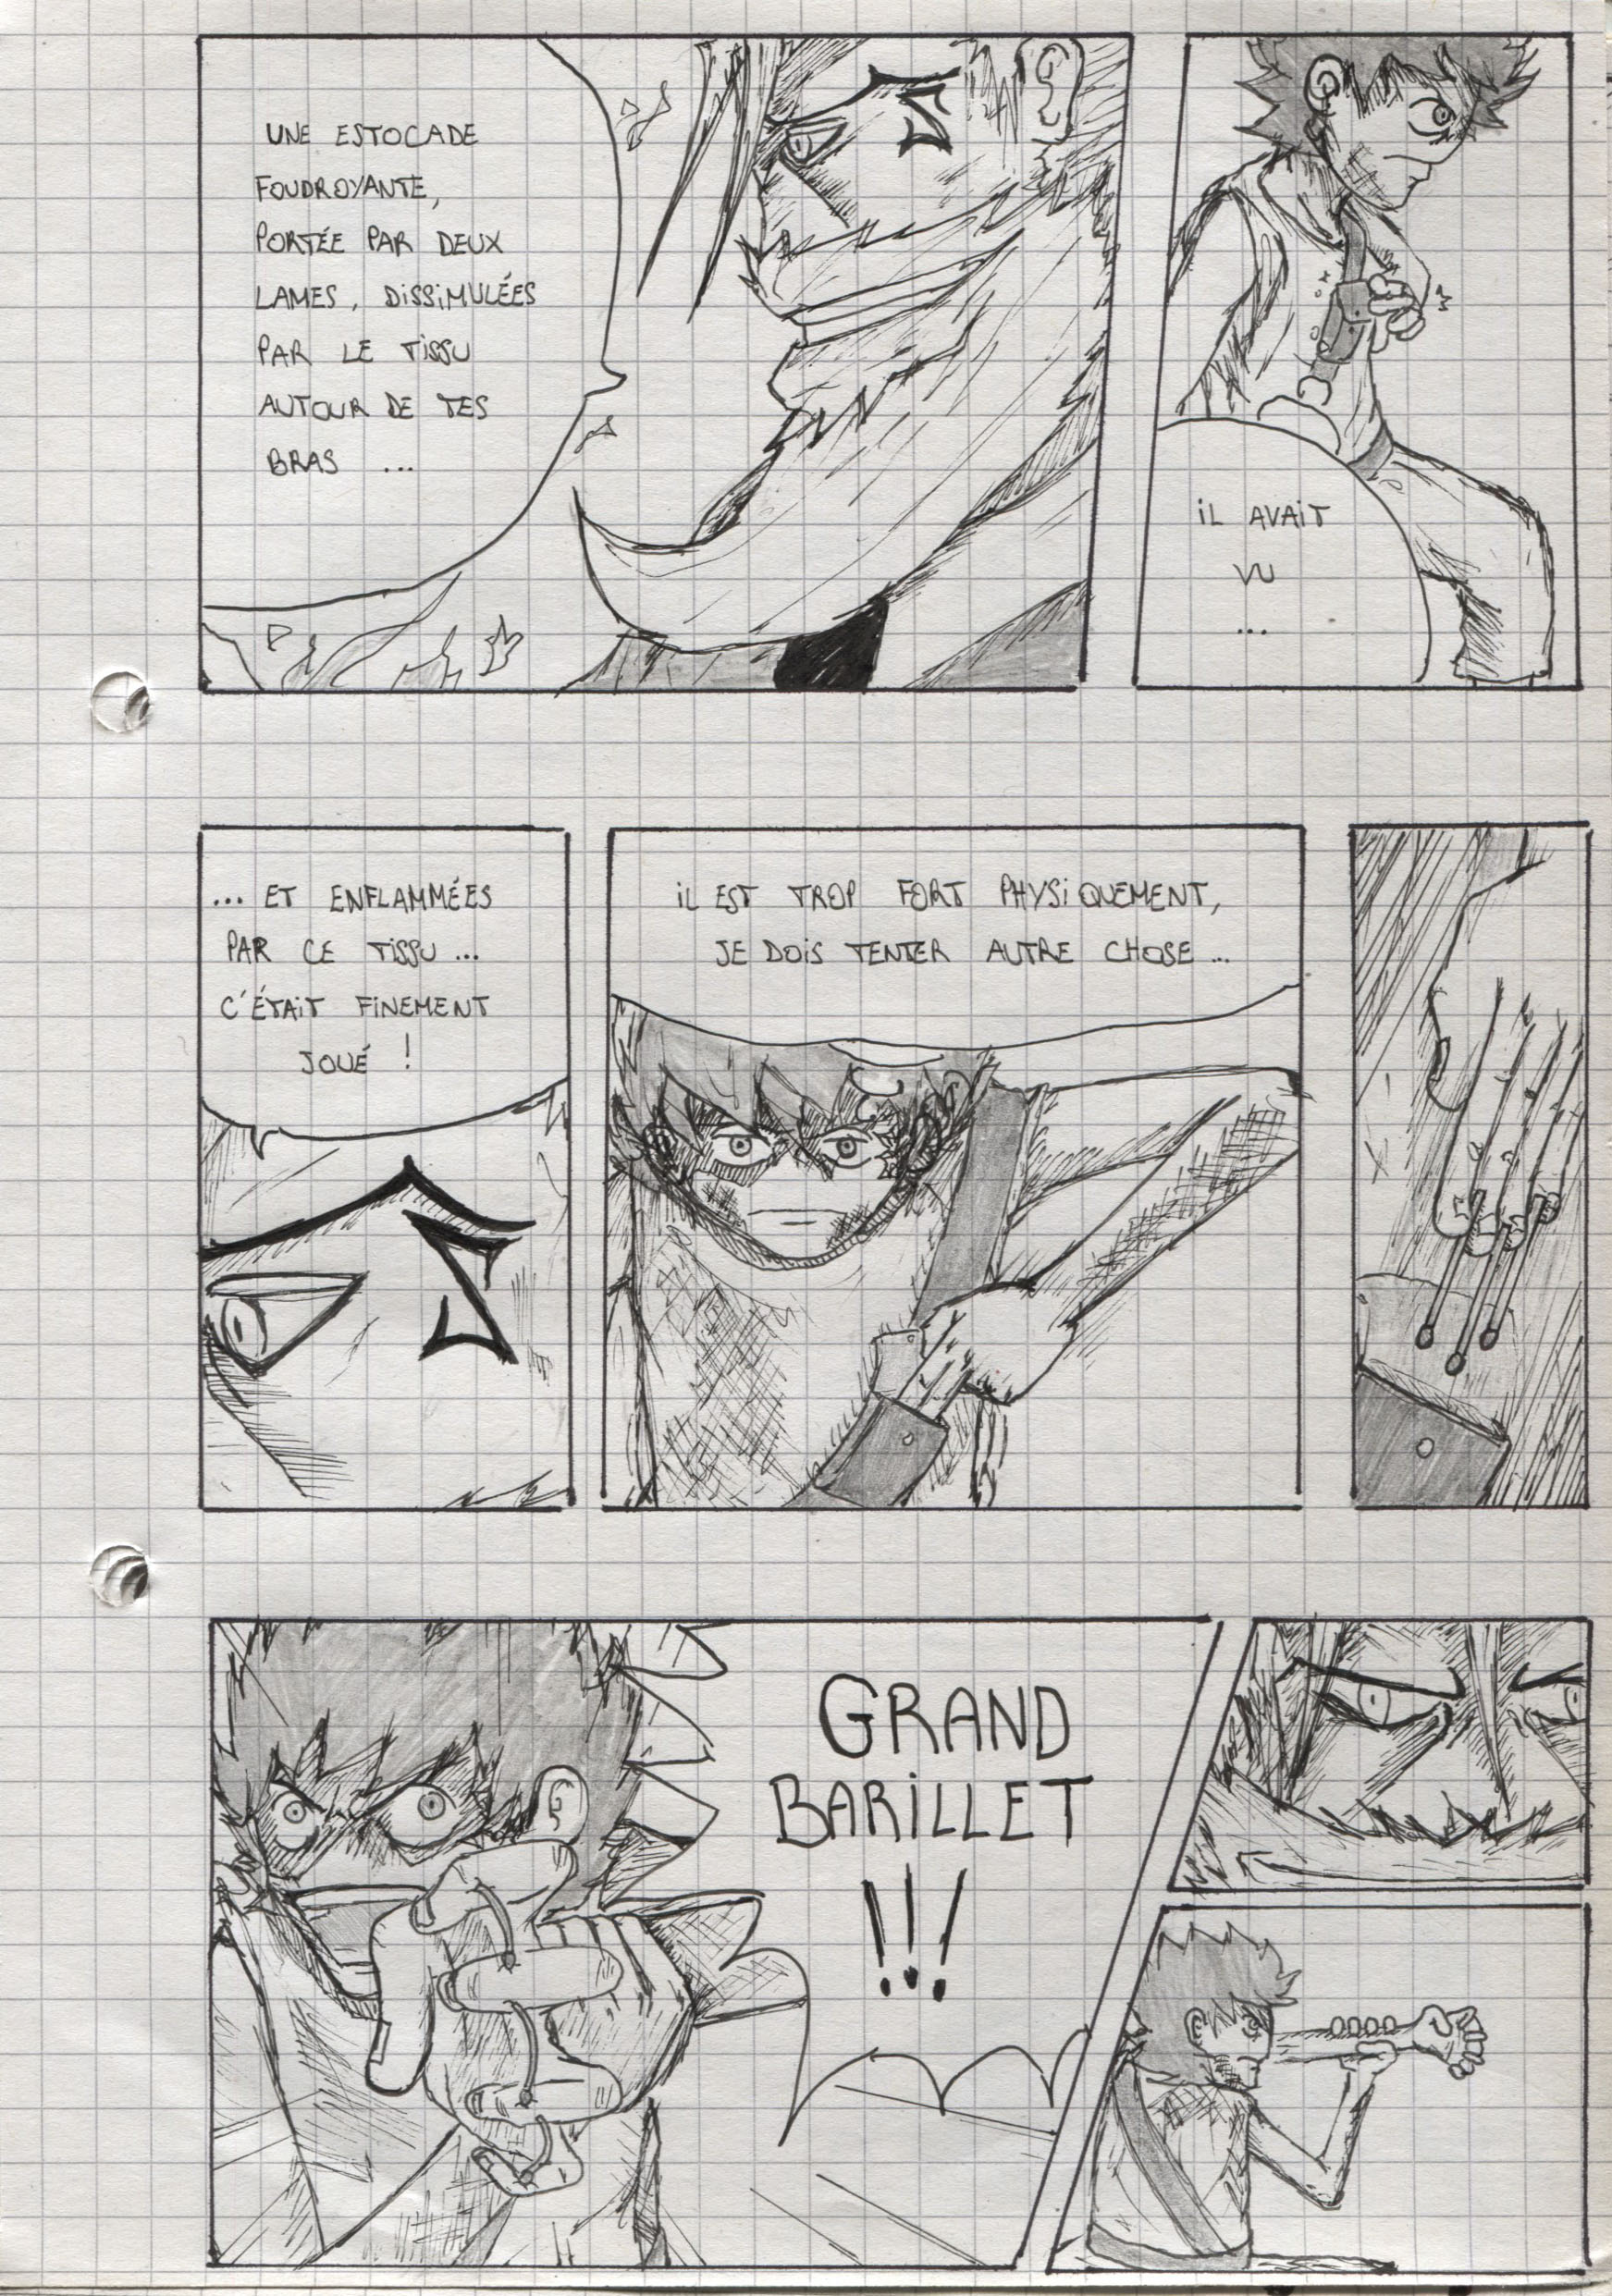 UNE ESTOCADE
FOUDROYANTE,
PORTÉE PAR DEUX
LAMES, DISSIMULÉES
PAR LE TISSU
AUTOUR DE TES
BRAS ...
IL AVAIT
VU
...
... ET ENFLAMMÉES
PAR CE TISSU ...
C'ÉTAIT FINEMENT
JOUÉ !
IL EST TROP FORT PHYSIQUEMENT,
JE DOIS TENTER AUTRE CHOSE ...
GRAND
BARILLET
!!!